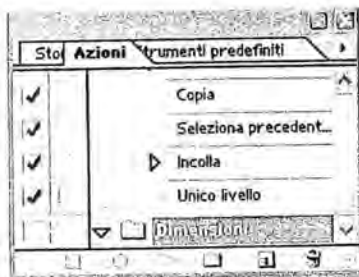 Sto Azioni trumenti predefiniti
Copia
Seleziona precedent...
Incolla
Unico livello
Dimensioni